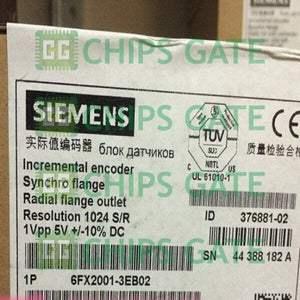 CHIPS GATE
SIEMENS
实际值编码器 блок датчиков
Incremental encoder
Synchro flange
Radial flange outlet
Resolution 1024 S/R
1Vpp 5V +/-10% DC
1P 6FX2001-3EB02
TÜV
NRTL
UL 61010-1
CE
质量检验合格
ID 376881-02
SN 44 388 182 A
CHIPS GATE
CHIPS GATE